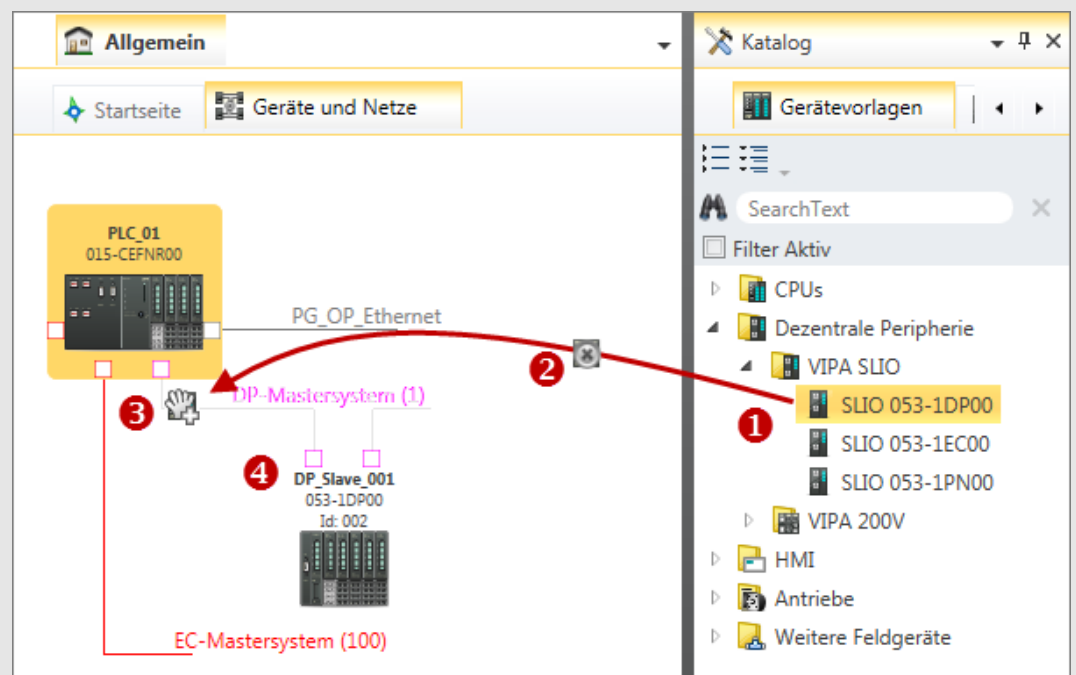 Allgemein
Startseite
Geräte und Netze
PLC_01
015-CEFNR00
PG_OP_Ethernet
2
3
DP-Mastersystem (1)
4
DP_Slave_001
053-1DP00
Id: 002
EC-Mastersystem (100)
Katalog
Gerätevorlagen
SearchText
Filter Aktiv
CPUs
Dezentrale Peripherie
VIPA SLIO
1
SLIO 053-1DP00
SLIO 053-1EC00
SLIO 053-1PN00
VIPA 200V
HMI
Antriebe
Weitere Feldgeräte